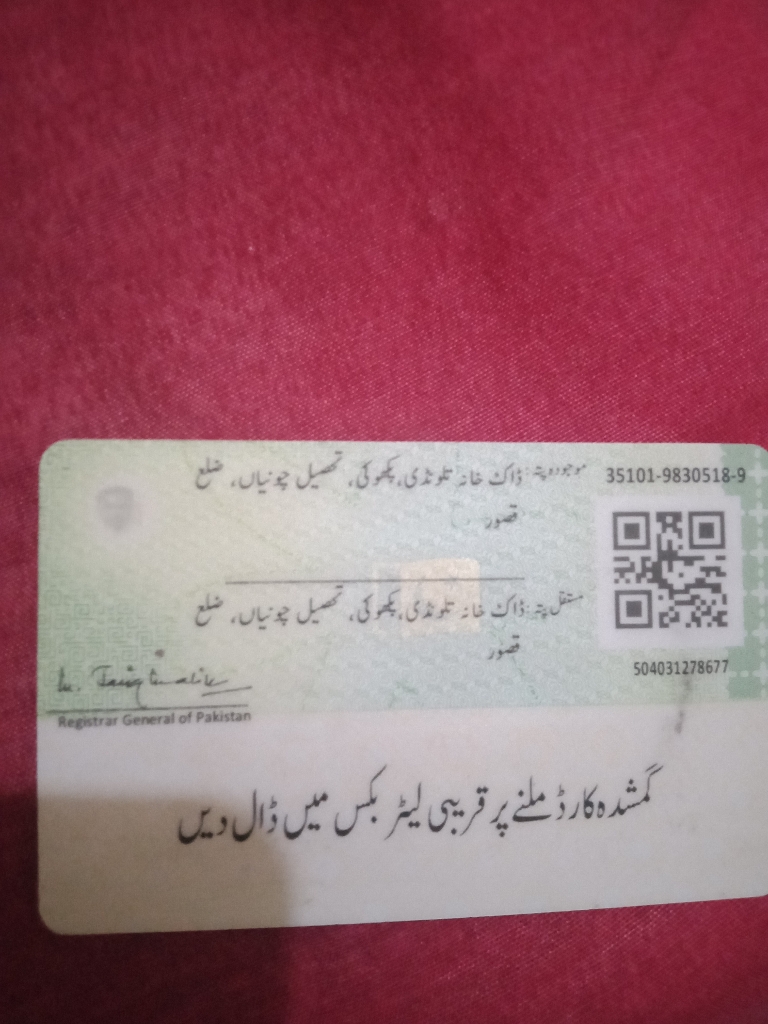 35101-9830518-9
موجودہ پتہ: ڈاک خانہ تلونڈی، پکھوکی، تحصیل چونیاں، ضلع
قصور
مستقل پتہ: ڈاک خانہ تلونڈی، پکھوکی، تحصیل چونیاں، ضلع
قصور
504031278677
Registrar General of Pakistan
گمشدہ کارڈ ملنے پر قریبی لیٹر بکس میں ڈال دیں